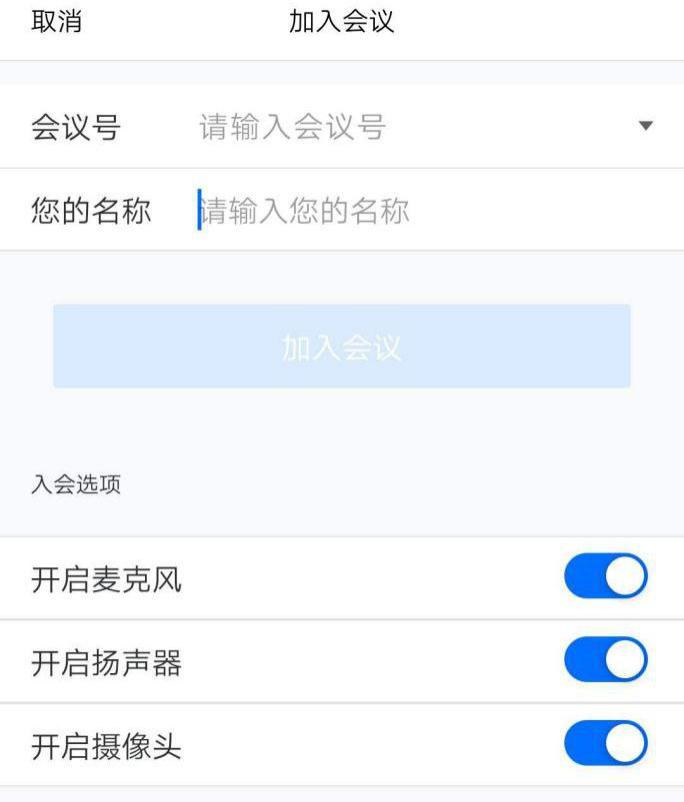 取消 加入会议
会议号 请输入会议号
您的名称 请输入您的名称
加入会议
入会选项
开启麦克风
开启扬声器
开启摄像头